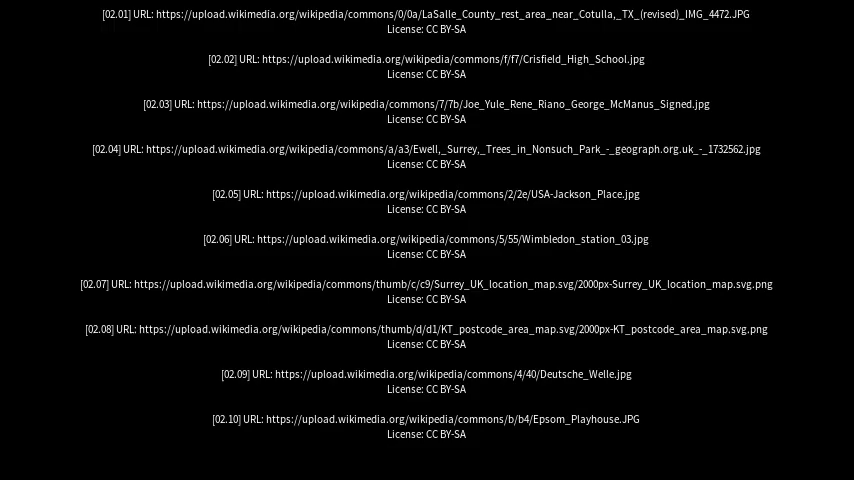 [02.01] URL: https://upload.wikimedia.org/wikipedia/commons/0/0a/LaSalle_County_rest_area_near_Cotulla,_TX_(revised)_IMG_4472.JPG
License: CC BY-SA
[02.02] URL: https://upload.wikimedia.org/wikipedia/commons/f/f7/Crisfield_High_School.jpg
License: CC BY-SA
[02.03] URL: https://upload.wikimedia.org/wikipedia/commons/7/7b/Joe_Yule_Rene_Riano_George_McManus_Signed.jpg
License: CC BY-SA
[02.04] URL: https://upload.wikimedia.org/wikipedia/commons/a/a3/Ewell,_Surrey,_Trees_in_Nonsuch_Park_-_geograph.org.uk_-_1732562.jpg
License: CC BY-SA
[02.05] URL: https://upload.wikimedia.org/wikipedia/commons/2/2e/USA-Jackson_Place.jpg
License: CC BY-SA
[02.06] URL: https://upload.wikimedia.org/wikipedia/commons/5/55/Wimbledon_station_03.jpg
License: CC BY-SA
[02.07] URL: https://upload.wikimedia.org/wikipedia/commons/thumb/c/c9/Surrey_UK_location_map.svg/2000px-Surrey_UK_location_map.svg.png
License: CC BY-SA
[02.08] URL: https://upload.wikimedia.org/wikipedia/commons/thumb/d/d1/KT_postcode_area_map.svg/2000px-KT_postcode_area_map.svg.png
License: CC BY-SA
[02.09] URL: https://upload.wikimedia.org/wikipedia/commons/4/40/Deutsche_Welle.jpg
License: CC BY-SA
[02.10] URL: https://upload.wikimedia.org/wikipedia/commons/b/b4/Epsom_Playhouse.JPG
License: CC BY-SA